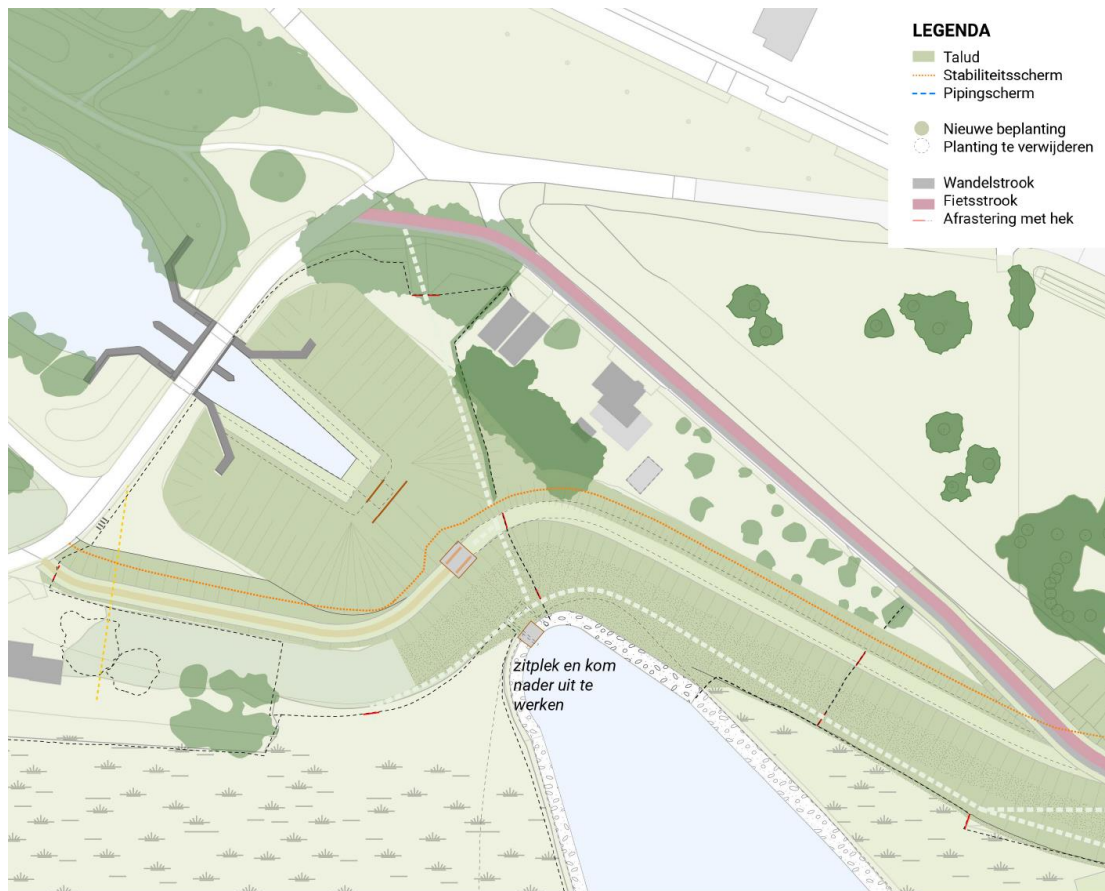 LEGENDA
Talud
Stabiliteitsscherm
Pipingscherm
Nieuwe beplanting
Planting te verwijderen
Wandelstrook
Fietsstrook
Afrastering met hek
zitplek en kom
nader uit te
werken